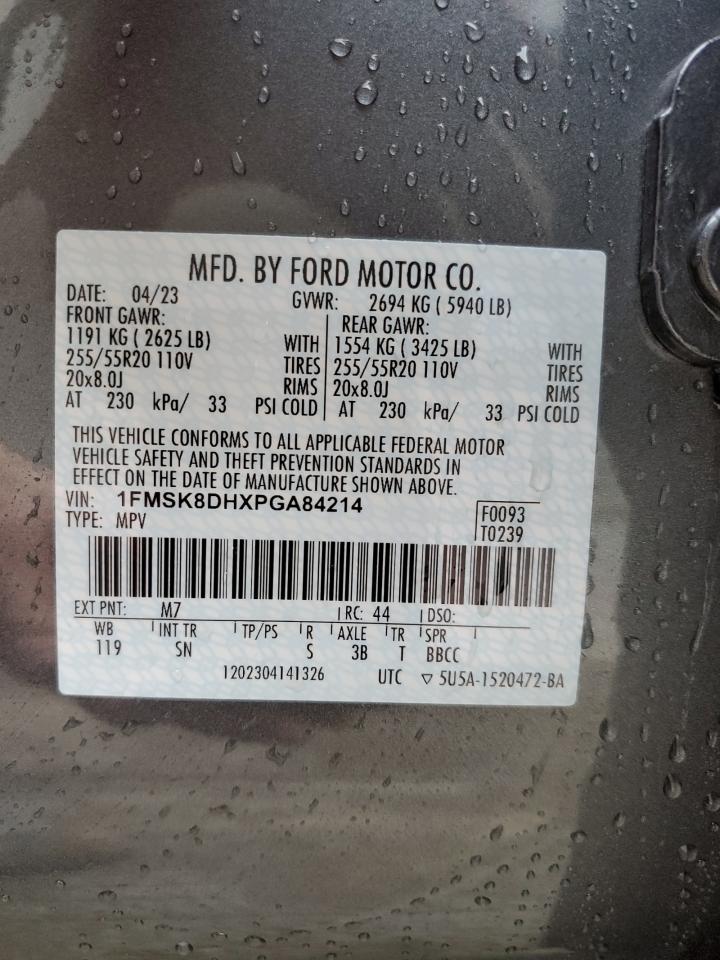 MFD. BY FORD MOTOR CO.
DATE: 04/23 GVWR: 2694 KG ( 5940 LB)
FRONT GAWR: REAR GAWR:
1191 KG ( 2625 LB) WITH 1554 KG ( 3425 LB) WITH
255/55R20 110V TIRES 255/55R20 110V TIRES
20x8.0J RIMS 20x8.0J RIMS
AT 230 kPa/ 33 PSI COLD AT 230 kPa/ 33 PSI COLD
THIS VEHICLE CONFORMS TO ALL APPLICABLE FEDERAL MOTOR
VEHICLE SAFETY AND THEFT PREVENTION STANDARDS IN
EFFECT ON THE DATE OF MANUFACTURE SHOWN ABOVE.
VIN: 1FMSK8DHXPGA84214 F0093
TYPE: MPV T0239
EXT PNT: M7 RC: 44 DSO:
WB INT TR TP/PS R AXLE TR SPR
119 SN S 3B T BBCC
1202304141326 UTC ▽ 5U5A-1520472-BA